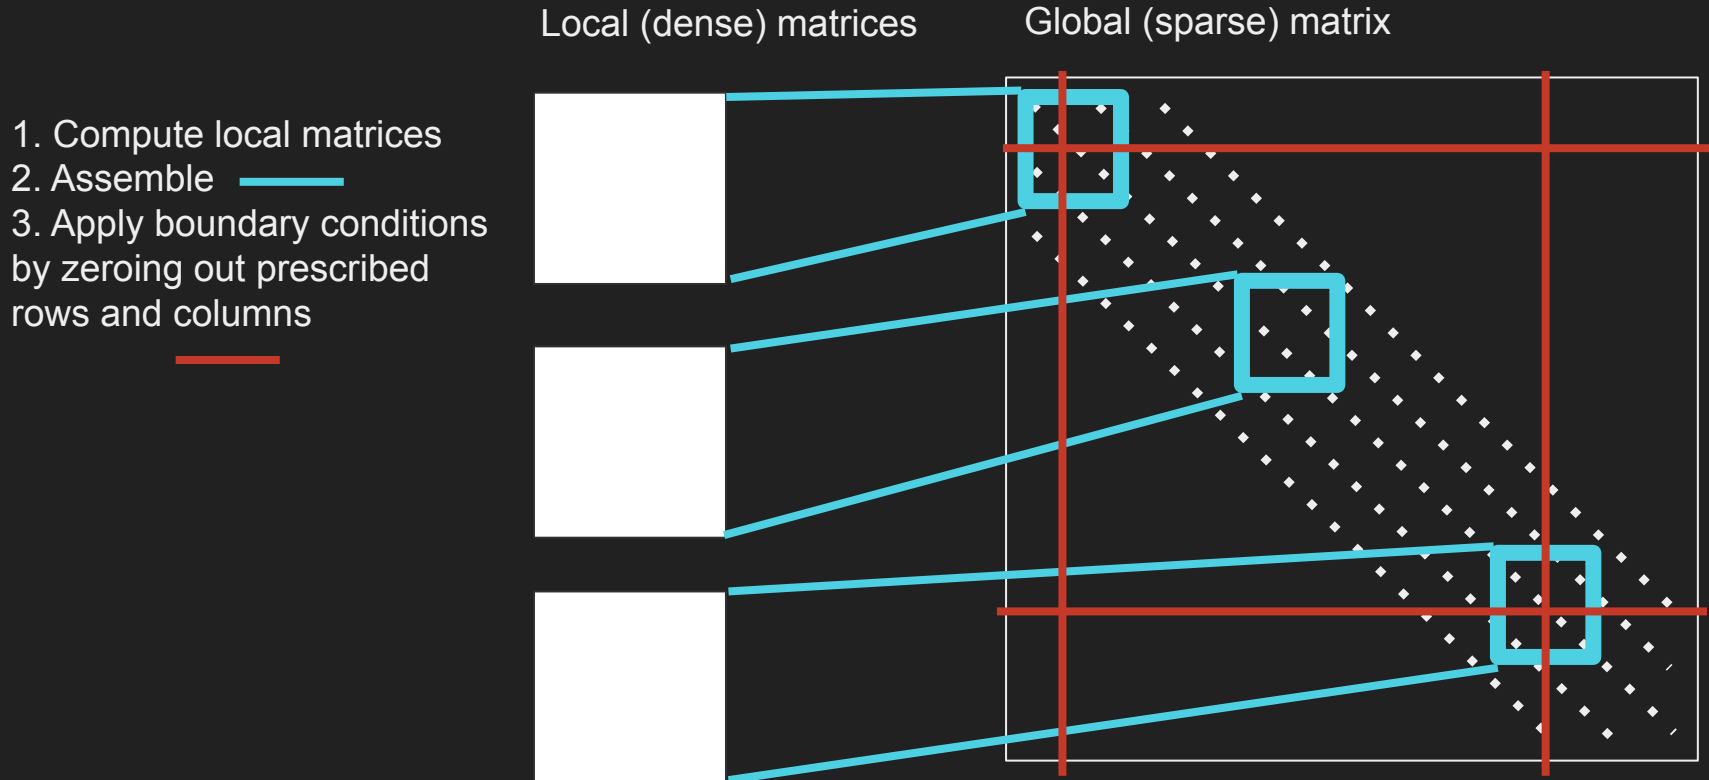 Local (dense) matrices
Global (sparse) matrix
1. Compute local matrices
2. Assemble
3. Apply boundary conditions
by zeroing out prescribed
rows and columns